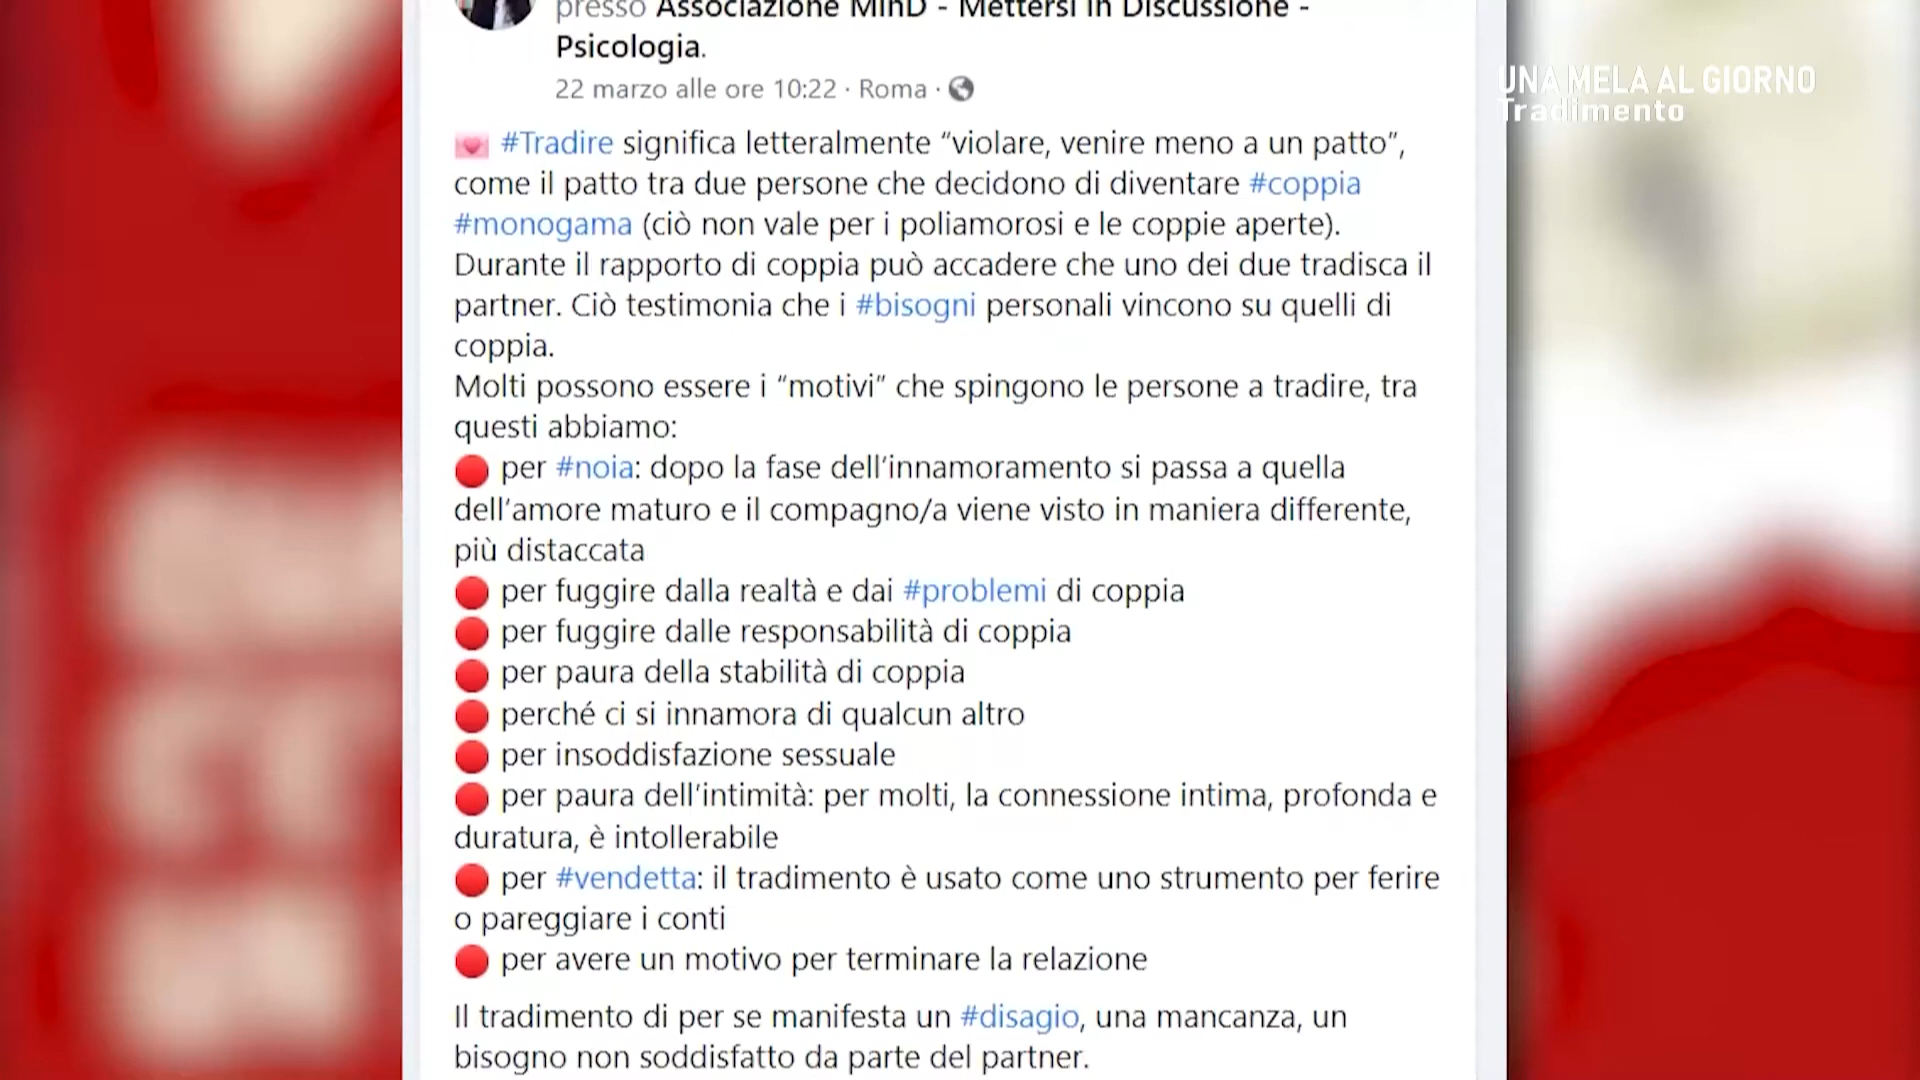 presso Associazione MinD - Mettersi in Discussione -
Psicologia.
22 marzo alle ore 10:22 · Roma ·
UNA MELA AL GIORNO
Tradimento
#Tradire significa letteralmente “violare, venire meno a un patto”,
come il patto tra due persone che decidono di diventare #coppia
#monogama (ciò non vale per i poliamorosi e le coppie aperte).
Durante il rapporto di coppia può accadere che uno dei due tradisca il
partner. Ciò testimonia che i #bisogni personali vincono su quelli di
coppia.
Molti possono essere i “motivi” che spingono le persone a tradire, tra
questi abbiamo:
per #noia: dopo la fase dell’innamoramento si passa a quella
dell’amore maturo e il compagno/a viene visto in maniera differente,
più distaccata
per fuggire dalla realtà e dai #problemi di coppia
per fuggire dalle responsabilità di coppia
per paura della stabilità di coppia
perché ci si innamora di qualcun altro
per insoddisfazione sessuale
per paura dell’intimità: per molti, la connessione intima, profonda e
duratura, è intollerabile
per #vendetta: il tradimento è usato come uno strumento per ferire
o pareggiare i conti
per avere un motivo per terminare la relazione
Il tradimento di per se manifesta un #disagio, una mancanza, un
bisogno non soddisfatto da parte del partner.